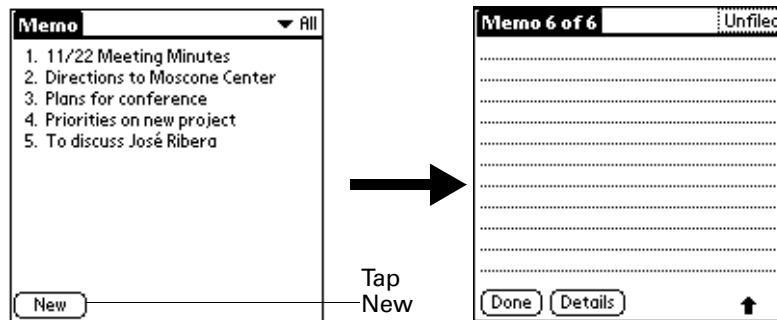 Memo All
1. 11/22 Meeting Minutes
2. Directions to Moscone Center
3. Plans for conference
4. Priorities on new project
5. To discuss José Ribera
New
Tap
New
Memo 6 of 6 Unfiled
Done Details